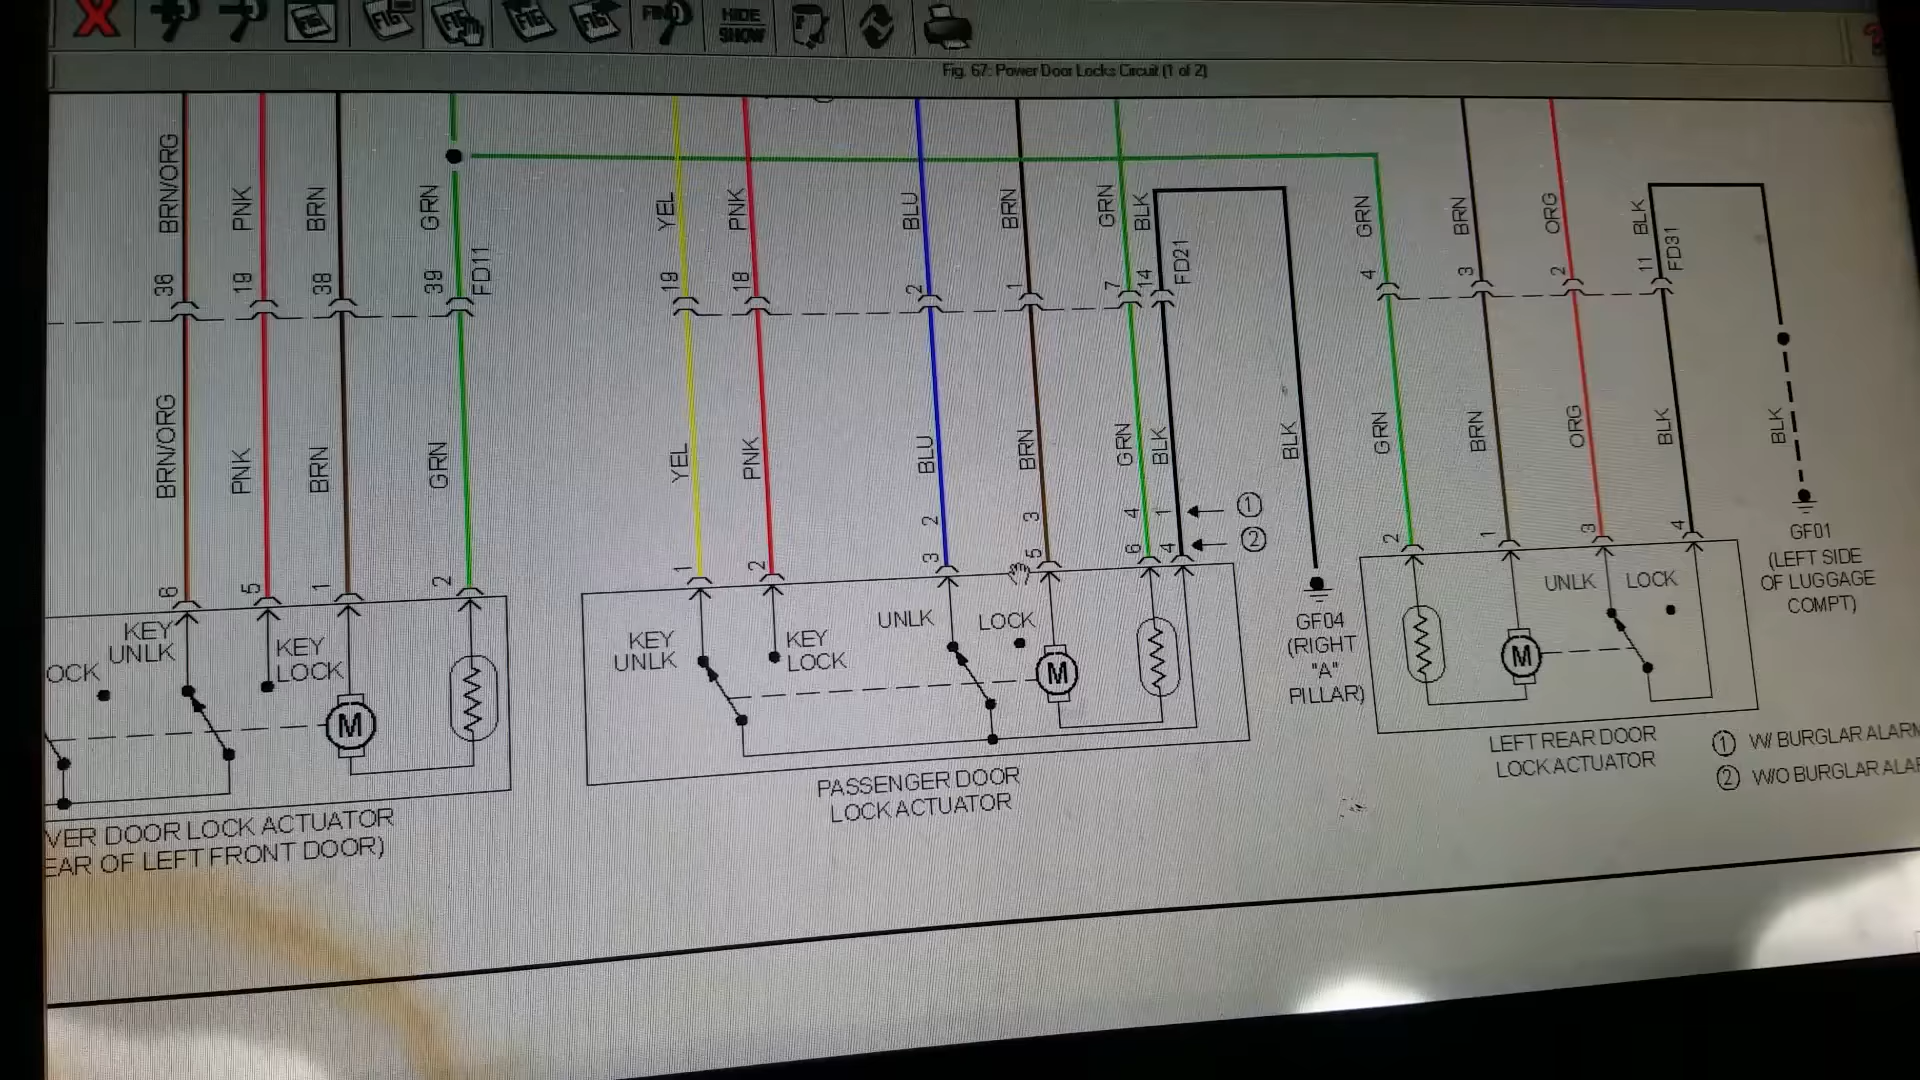 FIG
FIG
FIG
FIG
FIG
FIND
HIDE
SHOW
Fig. 67: Power Door Locks Circuit (1 of 2)
BRN/ORG
PNK
BRN
GRN
YEL
PNK
BLU
BRN
GRN
BLK
GRN
BRN
ORG
BLK
36
19
38
39
FD11
19
18
2
1
7
14
FD21
4
3
2
11
FD31
BRN/ORG
PNK
BRN
GRN
YEL
PNK
BLU
BRN
GRN
BLK
BLK
GRN
BRN
ORG
BLK
BLK
2
3
4
1
1
6
5
1
2
1
2
3
5
6
4
2
2
1
3
4
KEY
UNLK
OCK
KEY
LOCK
M
VER DOOR LOCK ACTUATOR
EAR OF LEFT FRONT DOOR)
KEY
UNLK
KEY
LOCK
UNLK
LOCK
M
PASSENGER DOOR
LOCK ACTUATOR
GF04
(RIGHT
"A"
PILLAR)
UNLK
LOCK
M
LEFT REAR DOOR
LOCK ACTUATOR
GF01
(LEFT SIDE
OF LUGGAGE
COMPT)
1 W/ BURGLAR ALARM
2 W/O BURGLAR ALAR